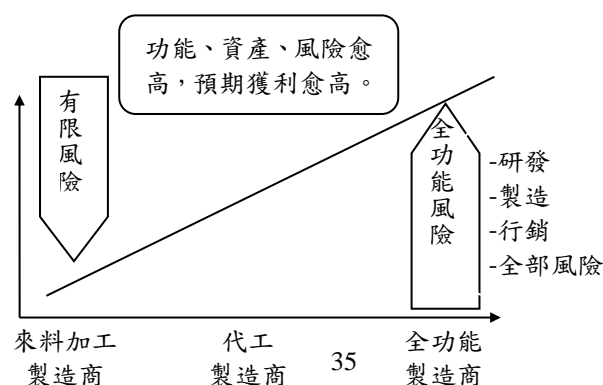 功能、資產、風險愈
高，預期獲利愈高。
有限風險
全功能風險
-研發
-製造
-行銷
-全部風險
來料加工
製造商
代工
製造商
全功能
製造商
35